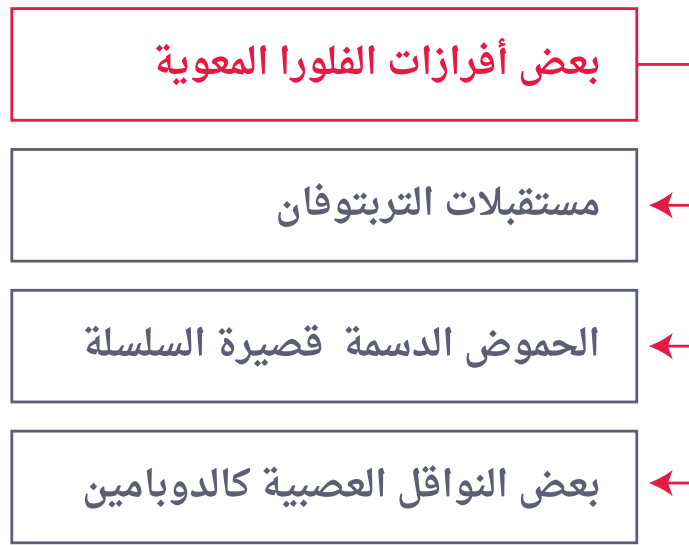 بعض أفرازات الفلورا المعوية
مستقبلات التربتوفان
الحموض الدسمة قصيرة السلسلة
بعض النواقل العصبية كالدوبامين